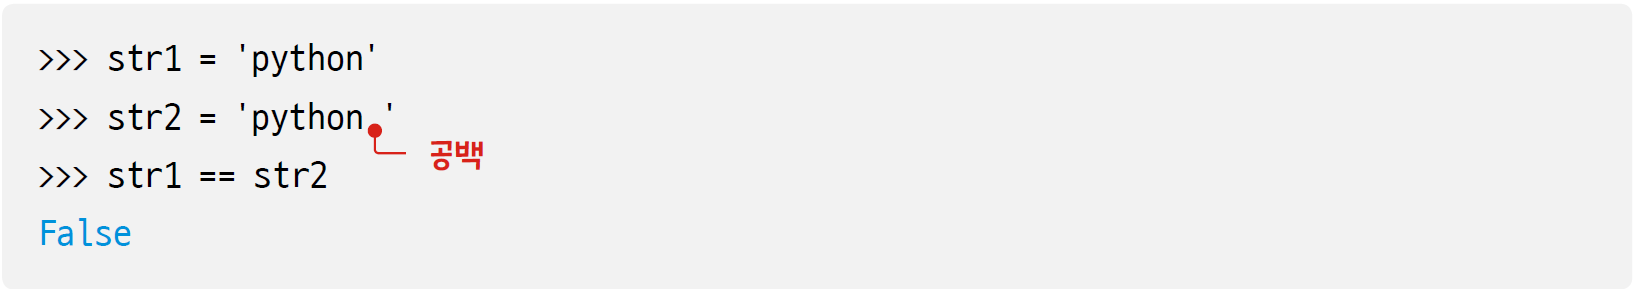 >>> str1 = 'python'
>>> str2 = 'python '
공백
>>> str1 == str2
False